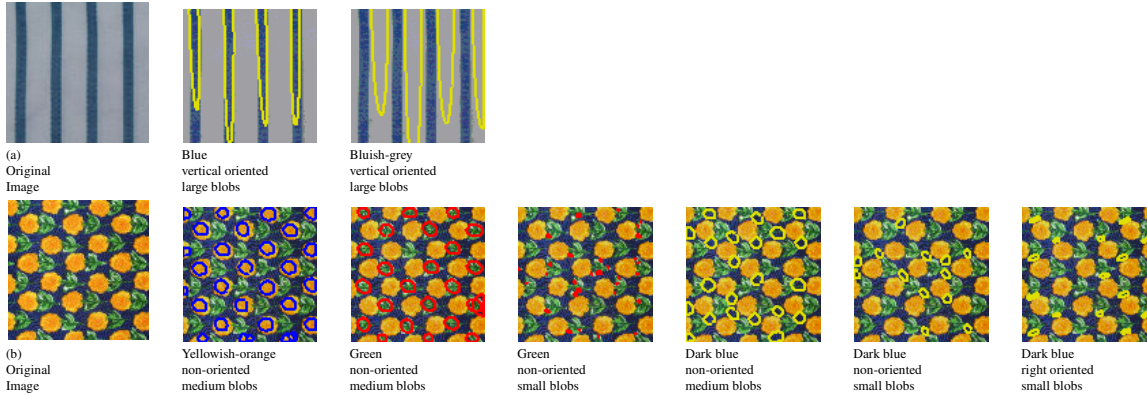 (a)
Original
Image
Blue
vertical oriented
large blobs
Bluish-grey
vertical oriented
large blobs
(b)
Original
Image
Yellowish-orange
non-oriented
medium blobs
Green
non-oriented
medium blobs
Green
non-oriented
small blobs
Dark blue
non-oriented
medium blobs
Dark blue
non-oriented
small blobs
Dark blue
right oriented
small blobs